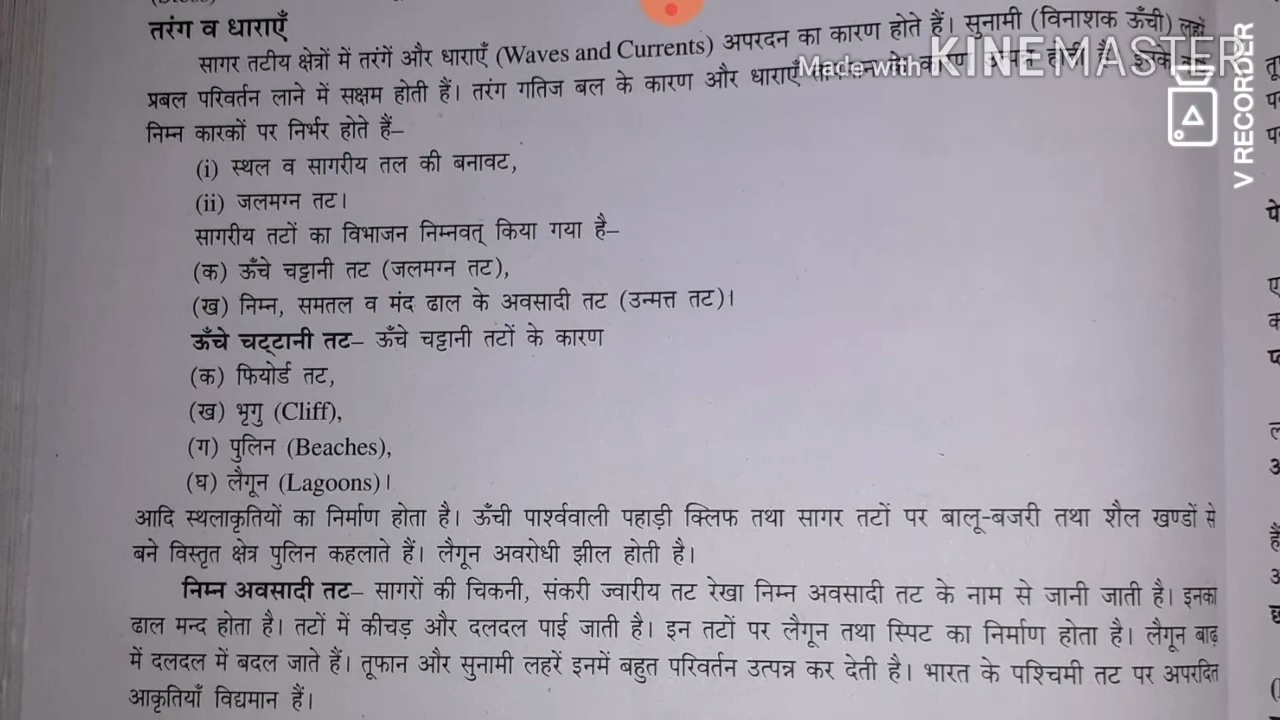 तरंग व धाराएँ
सागर तटीय क्षेत्रों में तरंगें और धाराएँ (Waves and Currents) अपरदन का कारण होते हैं। सुनामी (विनाशक ऊँची) लहरें
Made with KINEMASTER
V RECORDER
प्रबल परिवर्तन लाने में सक्षम होती हैं। तरंग गतिज बल के कारण और धाराएँ
निम्न कारकों पर निर्भर होते हैं–
(i) स्थल व सागरीय तल की बनावट,
(ii) जलमग्न तट।
सागरीय तटों का विभाजन निम्नवत् किया गया है–
(क) ऊँचे चट्टानी तट (जलमग्न तट),
(ख) निम्न, समतल व मंद ढाल के अवसादी तट (उन्मत्त तट)।
ऊँचे चट्टानी तट– ऊँचे चट्टानी तटों के कारण
(क) फियोर्ड तट,
(ख) भृगु (Cliff),
(ग) पुलिन (Beaches),
(घ) लैगून (Lagoons)।
आदि स्थलाकृतियों का निर्माण होता है। ऊँची पार्श्ववाली पहाड़ी क्लिफ तथा सागर तटों पर बालू-बजरी तथा शैल खण्डों से
बने विस्तृत क्षेत्र पुलिन कहलाते हैं। लैगून अवरोधी झील होती है।
निम्न अवसादी तट– सागरों की चिकनी, संकरी ज्वारीय तट रेखा निम्न अवसादी तट के नाम से जानी जाती है। इनका
ढाल मन्द होता है। तटों में कीचड़ और दलदल पाई जाती है। इन तटों पर लैगून तथा स्पिट का निर्माण होता है। लैगून बाढ़
में दलदल में बदल जाते हैं। तूफान और सुनामी लहरें इनमें बहुत परिवर्तन उत्पन्न कर देती है। भारत के पश्चिमी तट पर अपरदित
आकृतियाँ विद्यमान हैं।